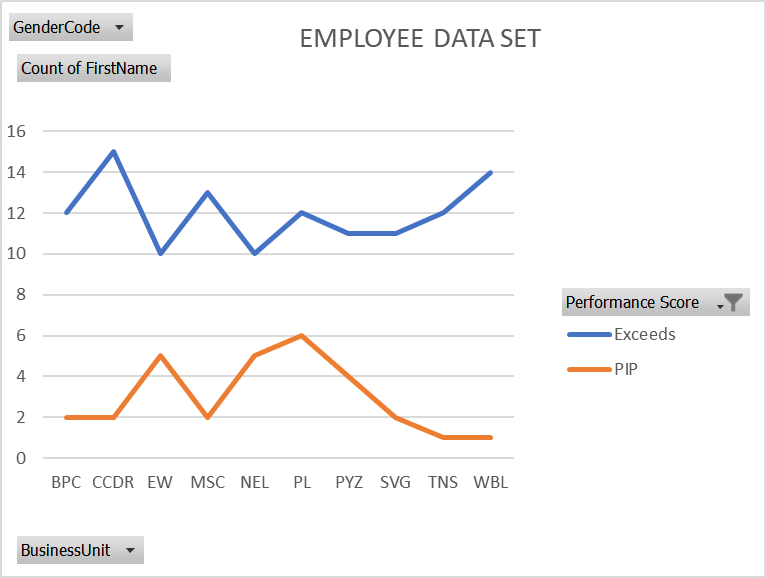 GenderCode
EMPLOYEE DATA SET
Count of FirstName
16
14
12
10
8
6
4
2
0
BPC CCDR EW MSC NEL PL PYZ SVG TNS WBL
Performance Score
Exceeds
PIP
BusinessUnit